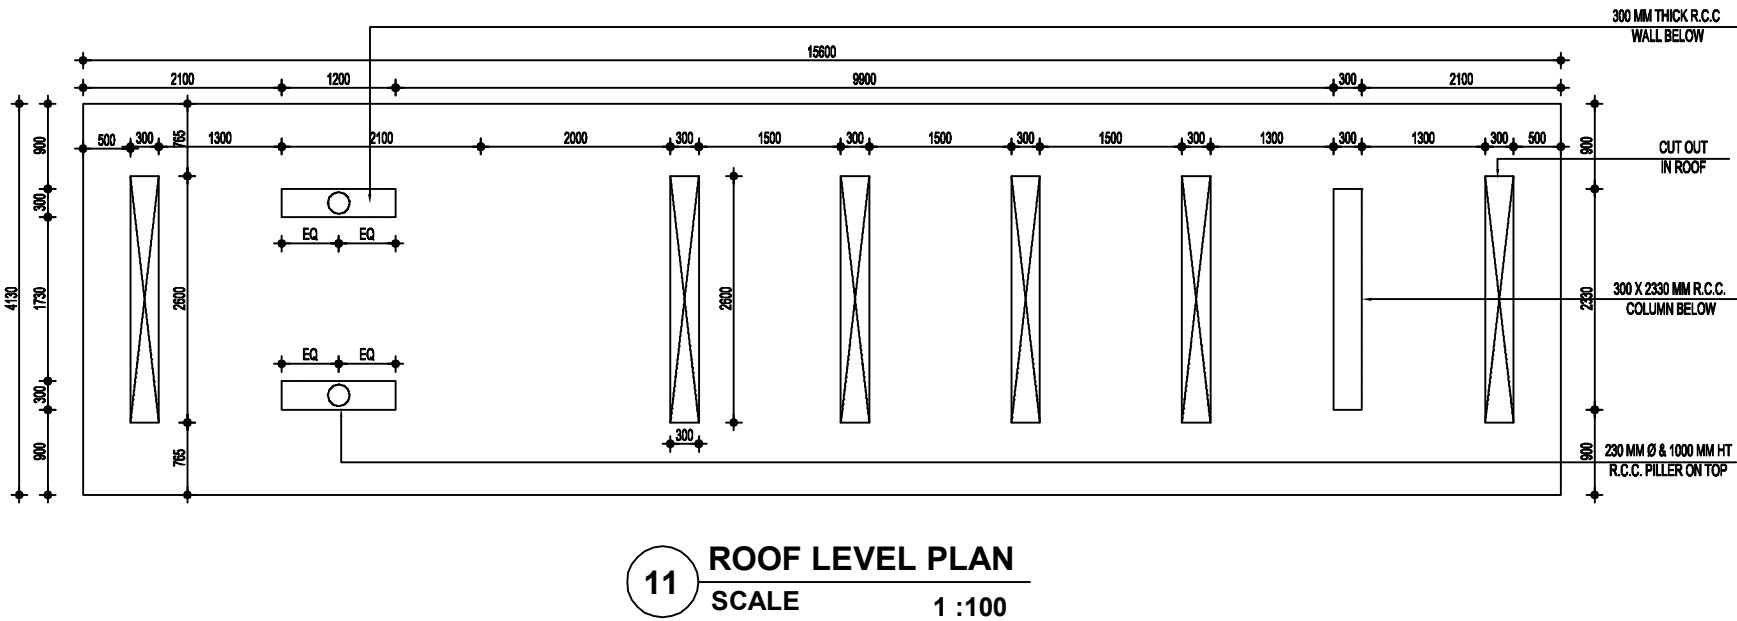 300 MM THICK R.C.C
WALL BELOW
15600
2100 1200 9900 300 2100
500 300 1300 2100 2000 300 1500 300 1500 300 1500 300 1300 300 1300 300 500
765
900
900
CUT OUT
IN ROOF
300
EQ EQ
4130
1730
2600
2600
2330
300 X 2330 MM R.C.C.
COLUMN BELOW
EQ EQ
300
300
900
765
900
230 MM Ø & 1000 MM HT
R.C.C. PILLER ON TOP
11
ROOF LEVEL PLAN
SCALE 1 :100